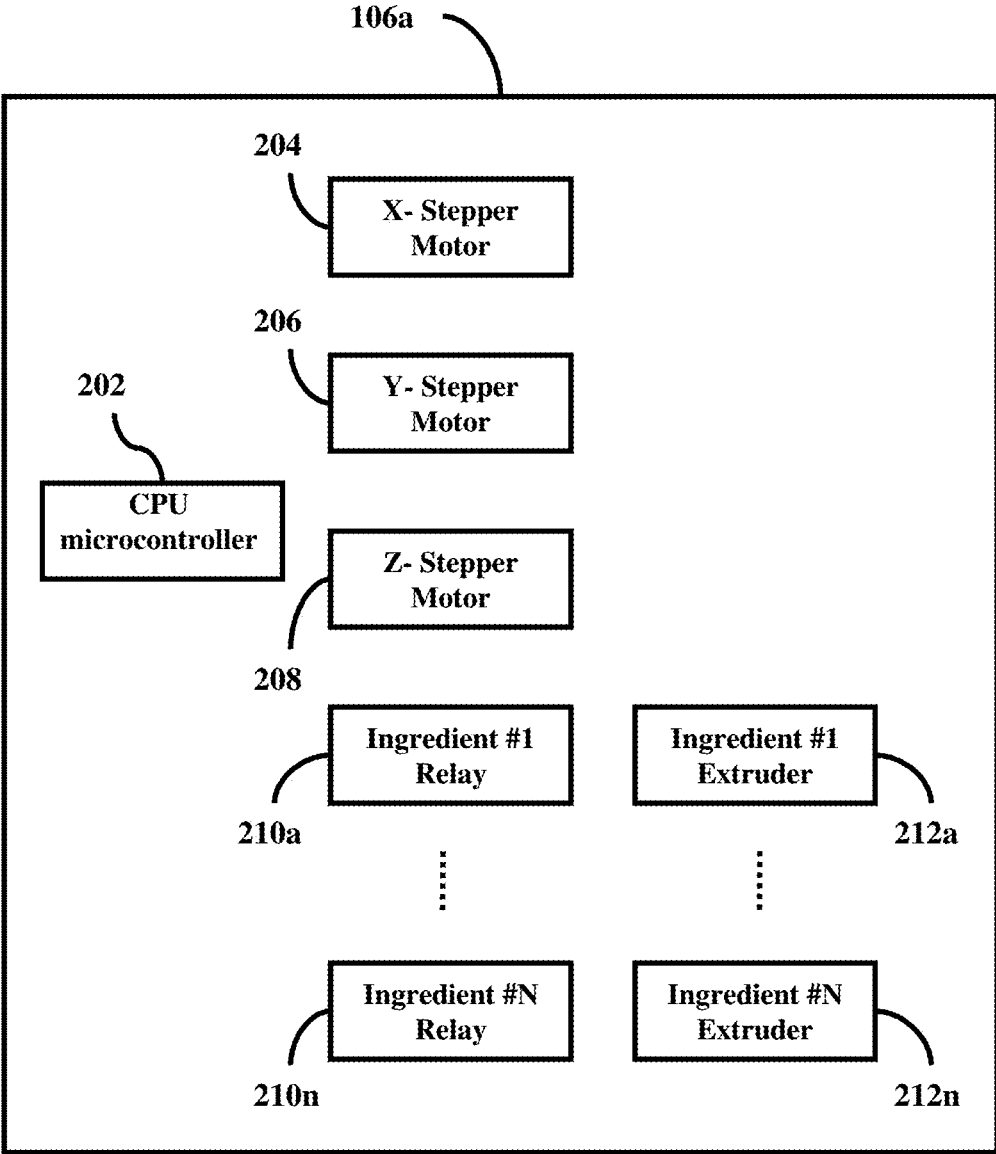 106a
204
X- Stepper
Motor
206
Y- Stepper
Motor
202
CPU
microcontroller
Z- Stepper
Motor
208
Ingredient #1
Relay
Ingredient #1
Extruder
210a
212a
Ingredient #N
Relay
Ingredient #N
Extruder
210n
212n